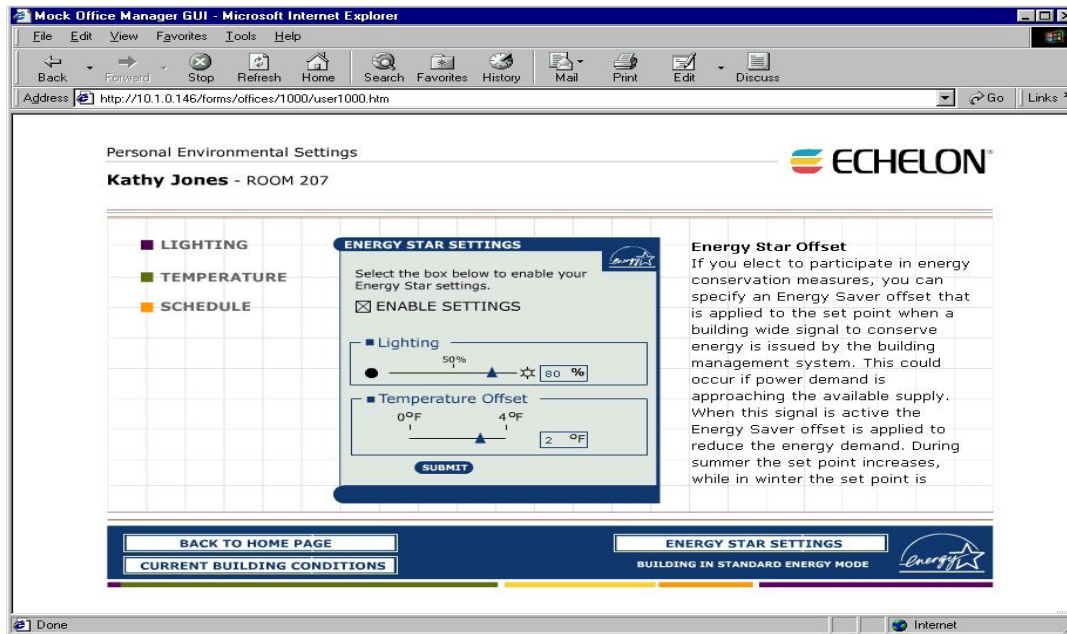 Mock Office Manager GUI - Microsoft Internet Explorer
File Edit View Favorites Tools Help
Back Forward Stop Refresh Home Search Favorites History Mail Print Edit Discuss
Address http://10.1.0.146/forms/offices/1000/user1000.htm Go Links
Personal Environmental Settings
Kathy Jones - ROOM 207
ECHELON
LIGHTING
TEMPERATURE
SCHEDULE
ENERGY STAR SETTINGS
energy
Select the box below to enable your
Energy Star settings.
ENABLE SETTINGS
Lighting
50%
80 %
Temperature Offset
0°F 4°F
2 °F
SUBMIT
Energy Star Offset
If you elect to participate in energy
conservation measures, you can
specify an Energy Saver offset that
is applied to the set point when a
building wide signal to conserve
energy is issued by the building
management system. This could
occur if power demand is
approaching the available supply.
When this signal is active the
Energy Saver offset is applied to
reduce the energy demand. During
summer the set point increases,
while in winter the set point is
BACK TO HOME PAGE
CURRENT BUILDING CONDITIONS
ENERGY STAR SETTINGS
BUILDING IN STANDARD ENERGY MODE
energy
Done
Internet